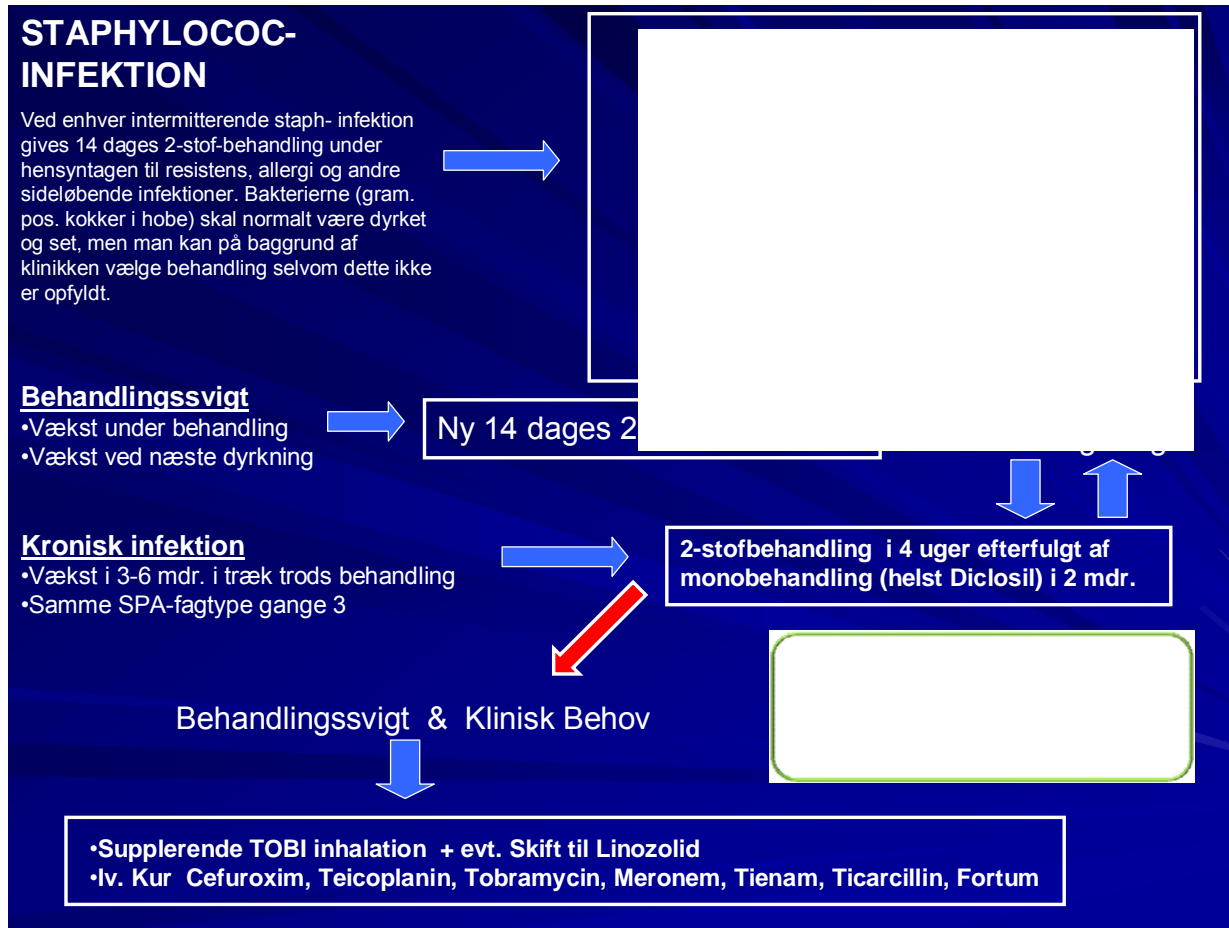 STAPHYLOCOC-
INFEKTION
Ved enhver intermitterende staph- infektion
gives 14 dages 2-stof-behandling under
hensyntagen til resistens, allergi og andre
sideløbende infektioner. Bakterierne (gram.
pos. kokker i hobe) skal normalt være dyrket
og set, men man kan på baggrund af
klinikken vælge behandling selvom dette ikke
er opfyldt.
Behandlingssvigt
•Vækst under behandling
•Vækst ved næste dyrkning
Ny 14 dages 2
Kronisk infektion
•Vækst i 3-6 mdr. i træk trods behandling
•Samme SPA-fagtype gange 3
2-stofbehandling i 4 uger efterfulgt af
monobehandling (helst Diclosil) i 2 mdr.
Behandlingssvigt & Klinisk Behov
•Supplerende TOBI inhalation + evt. Skift til Linozolid
•Iv. Kur Cefuroxim, Teicoplanin, Tobramycin, Meronem, Tienam, Ticarcillin, Fortum